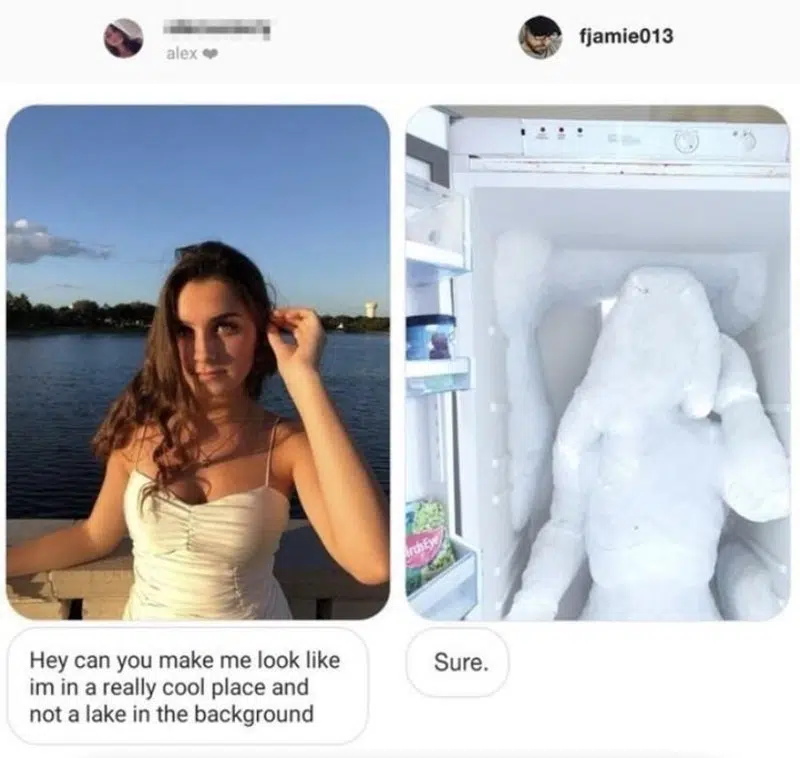 alex ❤
fjamie013
Hey can you make me look like
im in a really cool place and
not a lake in the background
Sure.
BirdsEye